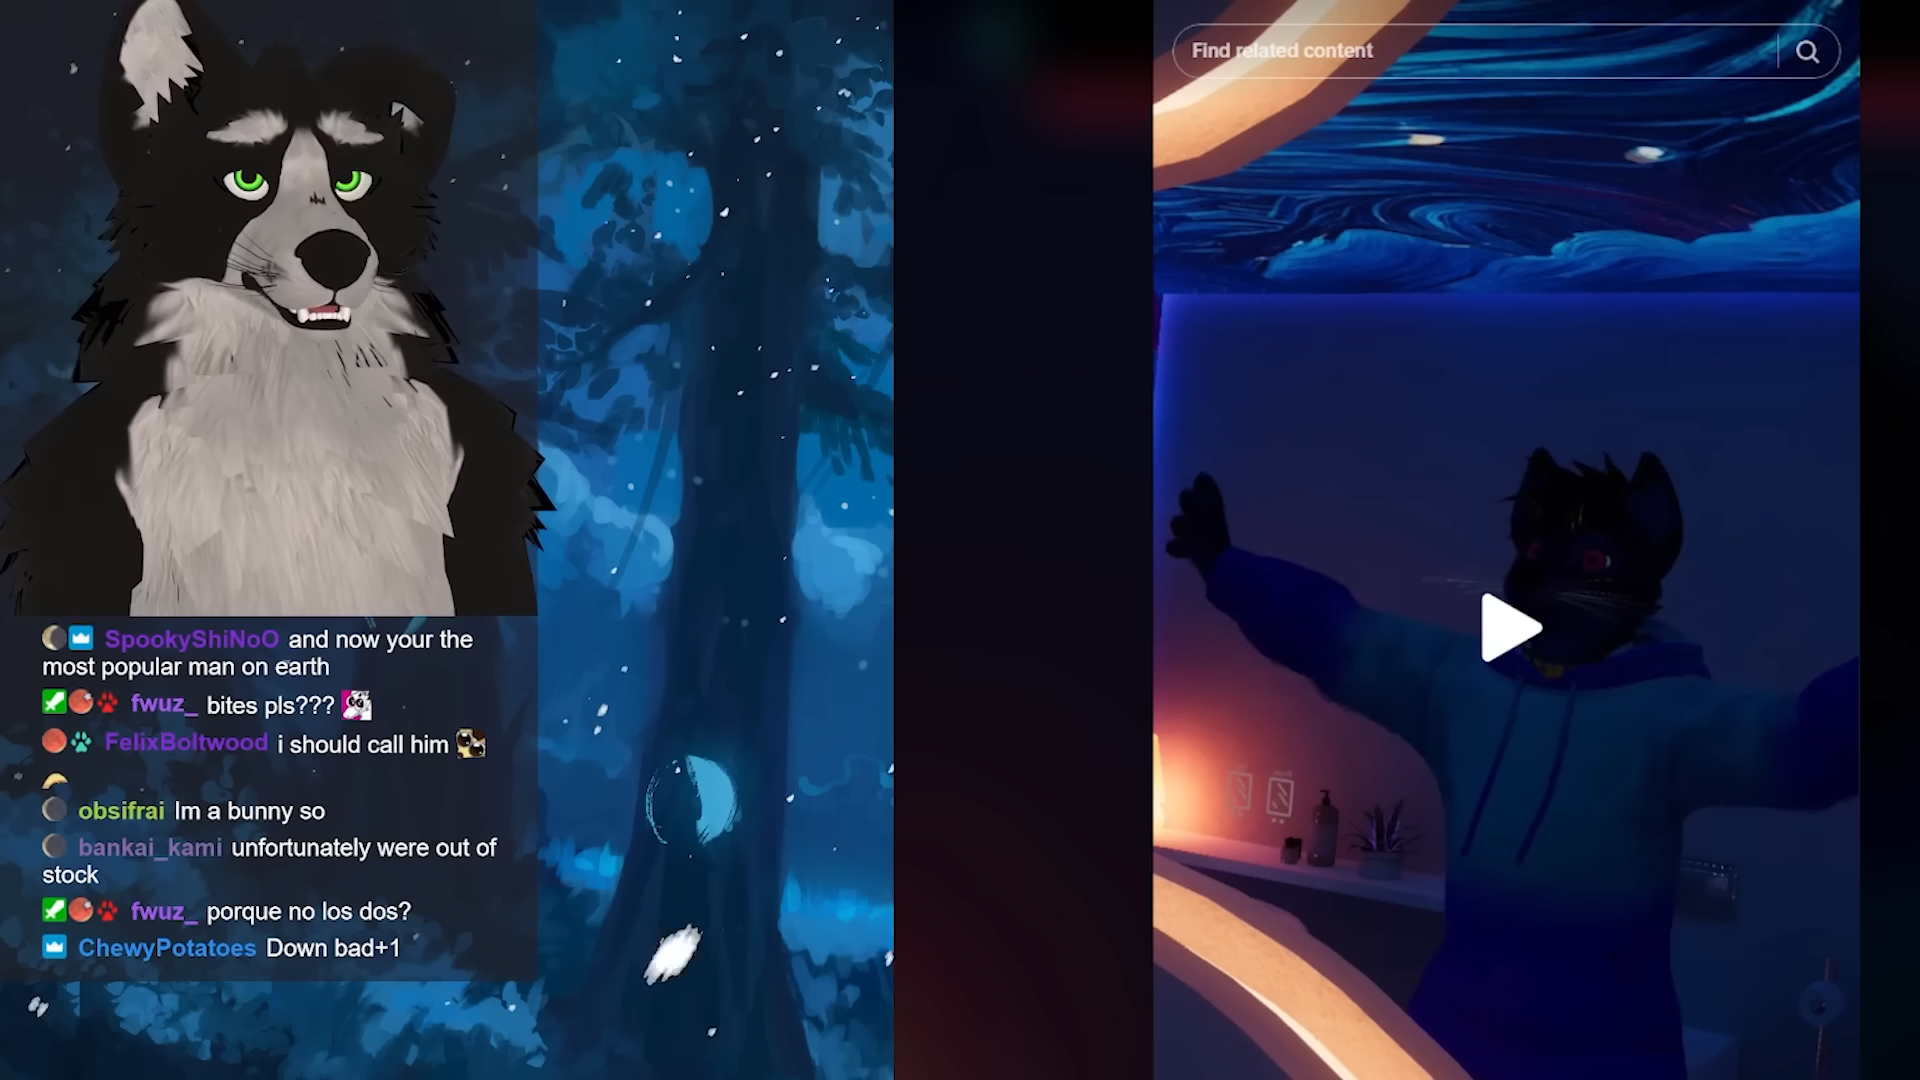 Find related content
SpookyShiNoO and now your the
most popular man on earth
fwuz_ bites pls???
FelixBoltwood i should call him
obsifrai Im a bunny so
bankai_kami unfortunately were out of
stock
fwuz_ porque no los dos?
ChewyPotatoes Down bad+1